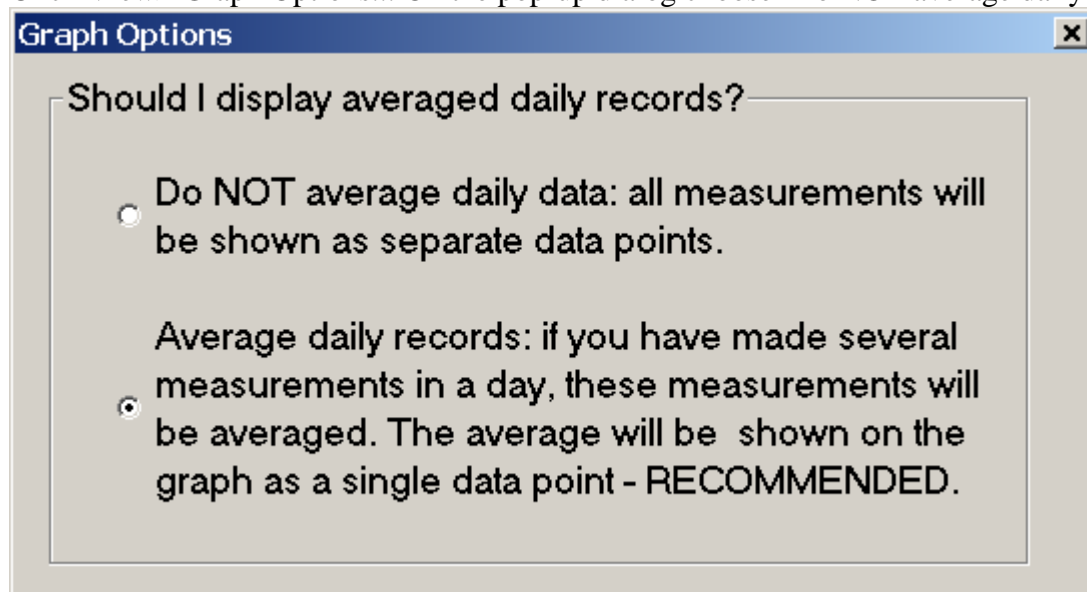 Graph Options
Should I display averaged daily records?
Do NOT average daily data: all measurements will
be shown as separate data points.
Average daily records: if you have made several
measurements in a day, these measurements will
be averaged. The average will be shown on the
graph as a single data point - RECOMMENDED.